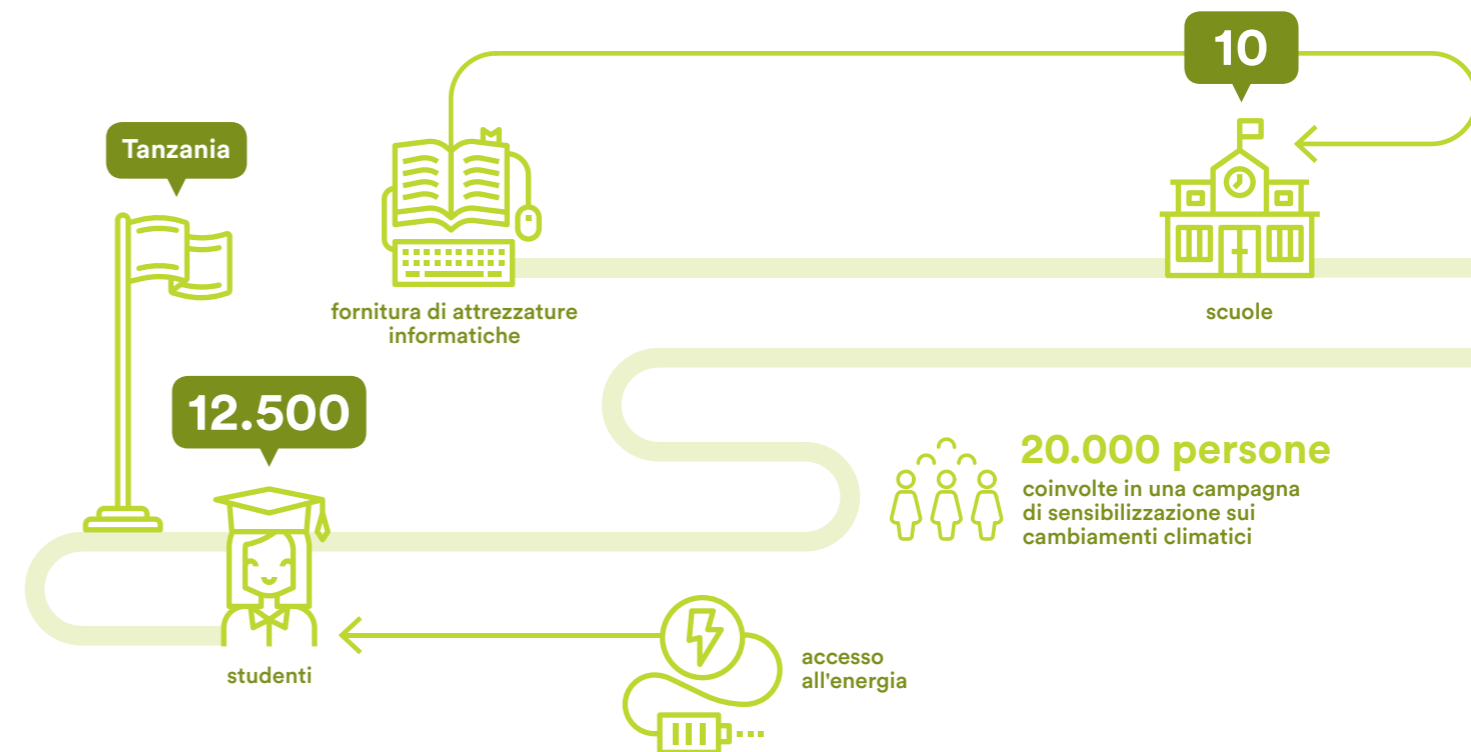 10
Tanzania
fornitura di attrezzature
informatiche
scuole
12.500
20.000 persone
coinvolte in una campagna
di sensibilizzazione sui
cambiamenti climatici
studenti
accesso
all'energia